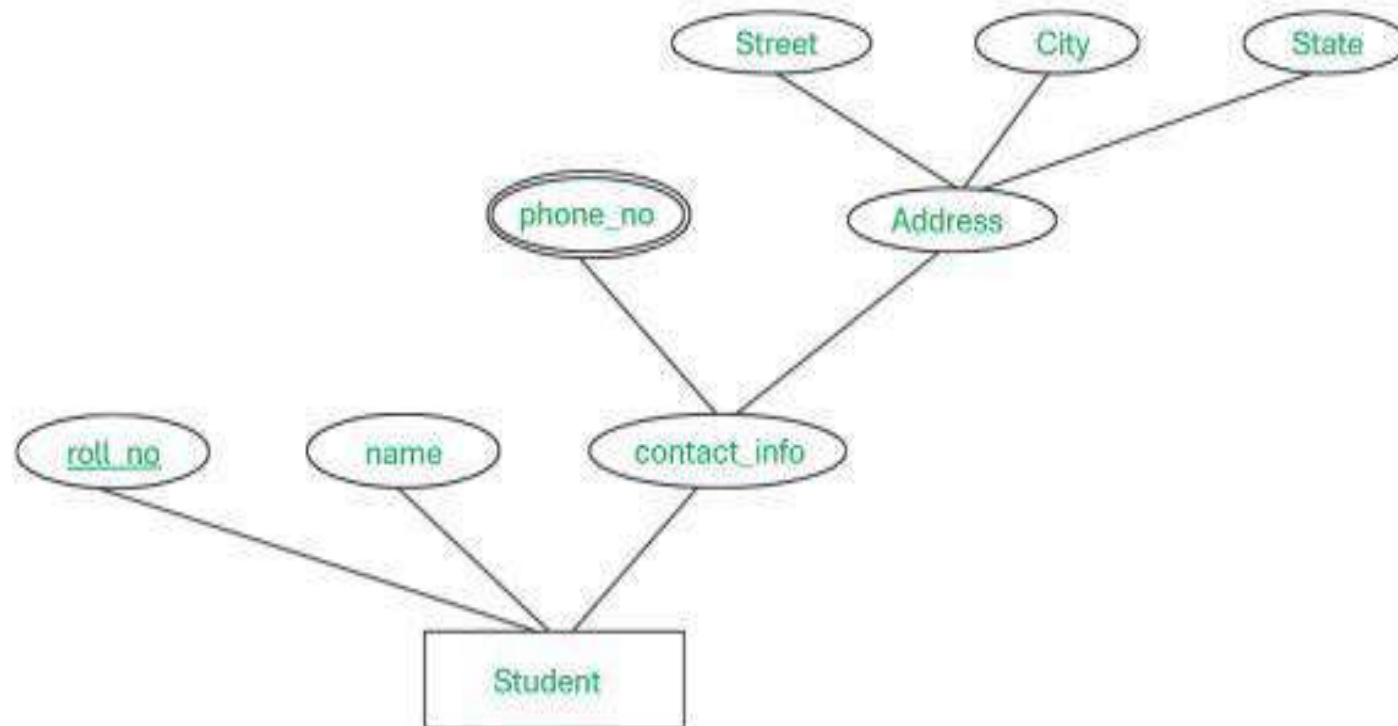 Street
City
State
phone_no
Address
roll_no
name
contact_info
Student